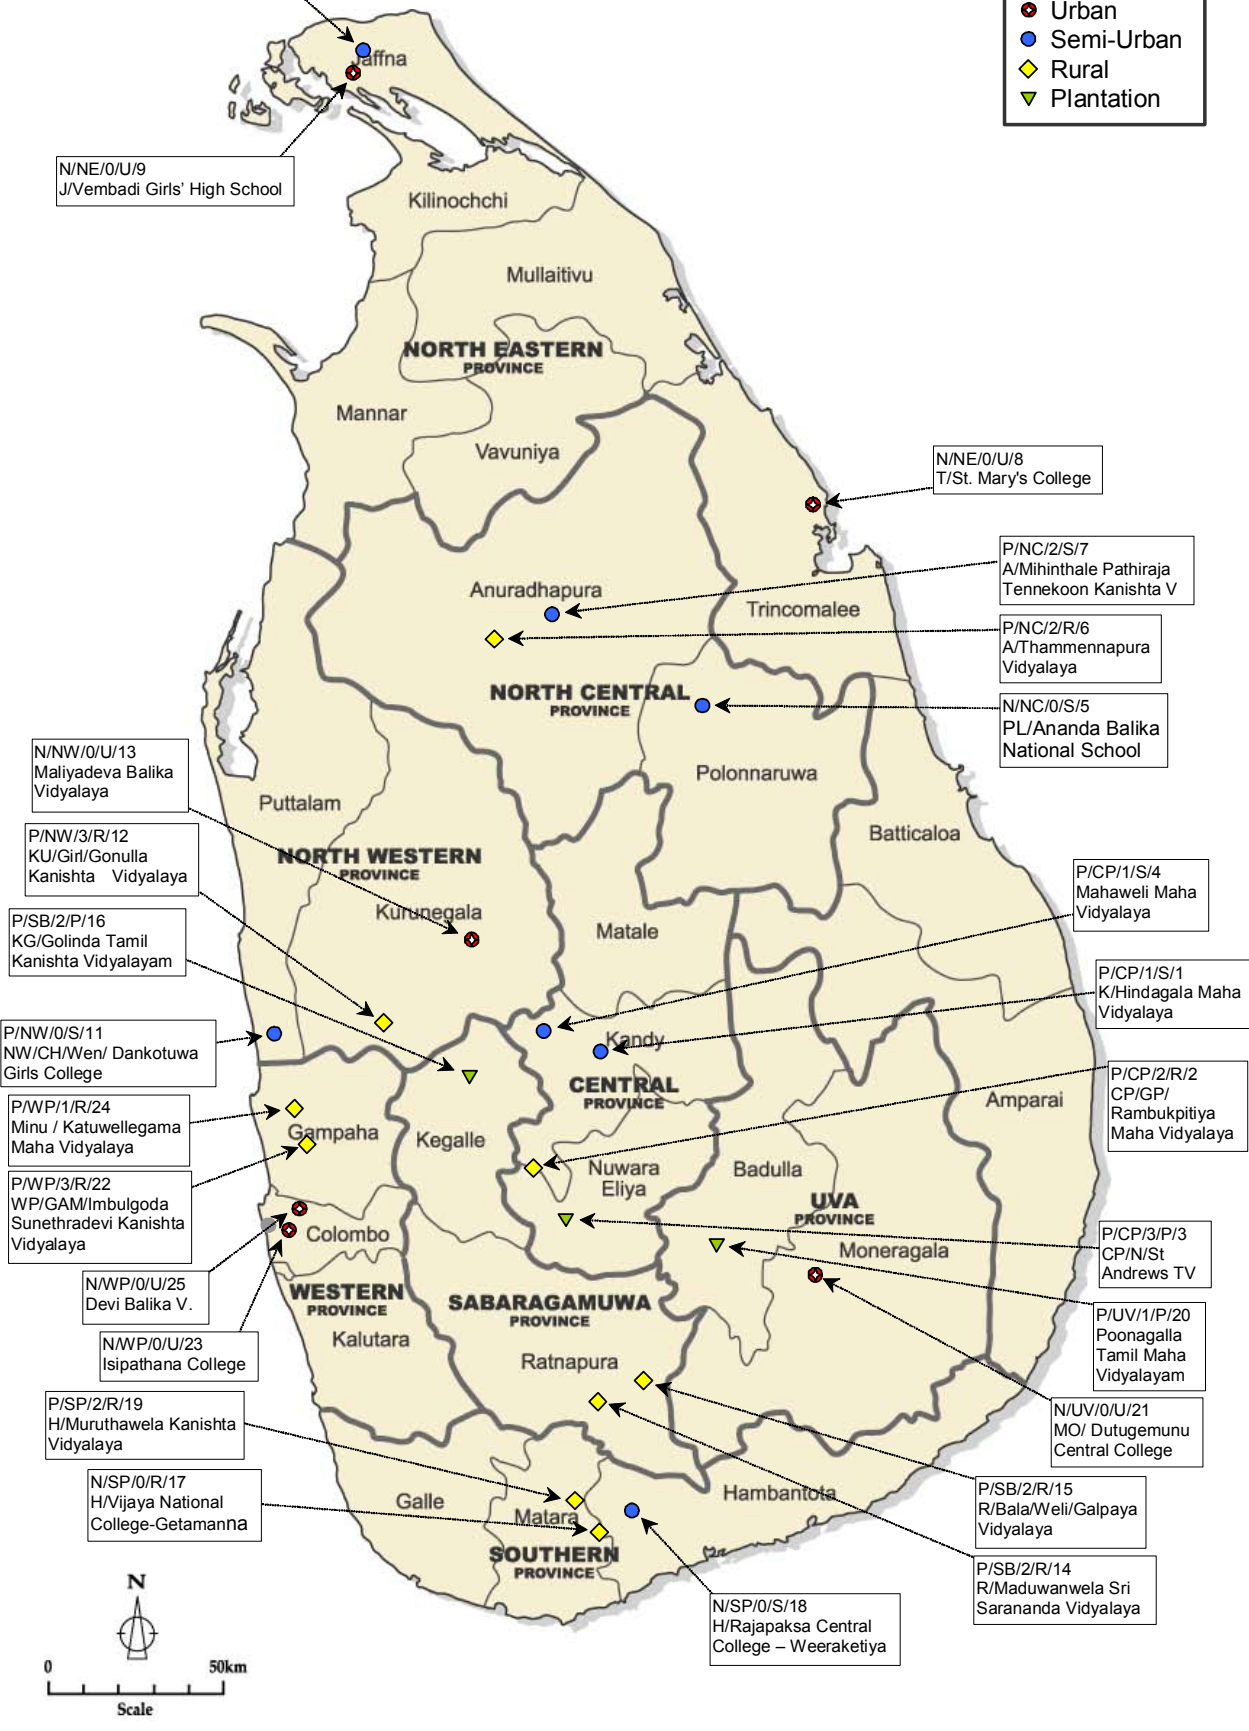 Urban
Semi-Urban
Rural
Plantation
Jaffna
N/NE/0/U/9
J/Vembadi Girls' High School
Kilinochchi
Mullaitivu
NORTH EASTERN
PROVINCE
Mannar
Vavuniya
N/NE/0/U/8
T/St. Mary's College
P/NC/2/S/7
A/Mihinthale Pathiraja
Tennekoon Kanishta V
Anuradhapura
Trincomalee
P/NC/2/R/6
A/Thammennapura
Vidyalaya
NORTH CENTRAL
PROVINCE
N/NC/0/S/5
PL/Ananda Balika
National School
N/NW/0/U/13
Maliyadeva Balika
Vidyalaya
Polonnaruwa
Puttalam
P/NW/3/R/12
KU/Girl/Gonulla
Kanishta Vidyalaya
Batticaloa
NORTH WESTERN
PROVINCE
P/CP/1/S/4
Mahaweli Maha
Vidyalaya
Kurunegala
P/SB/2/P/16
KG/Golinda Tamil
Kanishta Vidyalayam
Matale
P/CP/1/S/1
K/Hindagala Maha
Vidyalaya
P/NW/0/S/11
NW/CH/Wen/ Dankotuwa
Girls College
Kandy
CENTRAL
PROVINCE
P/CP/2/R/2
CP/GP/
Rambukpitiya
Maha Vidyalaya
P/WP/1/R/24
Minu / Katuwellegama
Maha Vidyalaya
Amparai
Gampaha
Kegalle
Nuwara
Eliya
Badulla
P/WP/3/R/22
WP/GAM/Imbulgoda
Sunethradevi Kanishta
Vidyalaya
UVA
PROVINCE
Colombo
Moneragala
P/CP/3/P/3
CP/N/St
Andrews TV
N/WP/0/U/25
Devi Balika V.
WESTERN
PROVINCE
SABARAGAMUWA
PROVINCE
P/UV/1/P/20
Poonagalla
Tamil Maha
Vidyalayam
N/WP/0/U/23
Isipathana College
Kalutara
Ratnapura
P/SP/2/R/19
H/Muruthawela Kanishta
Vidyalaya
N/UV/0/U/21
MO/ Dutugemunu
Central College
N/SP/0/R/17
H/Vijaya National
College-Getamanna
Galle
Matara
Hambantota
P/SB/2/R/15
R/Bala/Weli/Galpaya
Vidyalaya
SOUTHERN
PROVINCE
P/SB/2/R/14
R/Maduwanwela Sri
Sarananda Vidyalaya
N/SP/0/S/18
H/Rajapaksa Central
College – Weeraketiya
N
0 50km
Scale